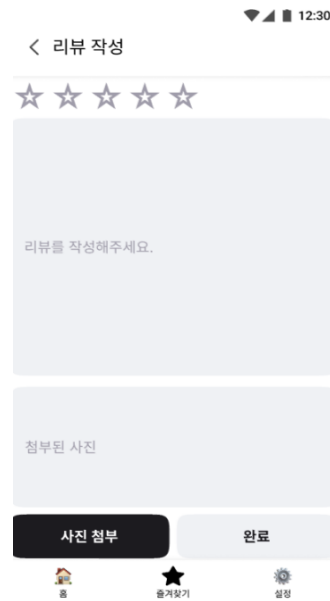 12:30
리뷰 작성
리뷰를 작성해주세요.
첨부된 사진
사진 첨부
완료
홈
즐겨찾기
설정